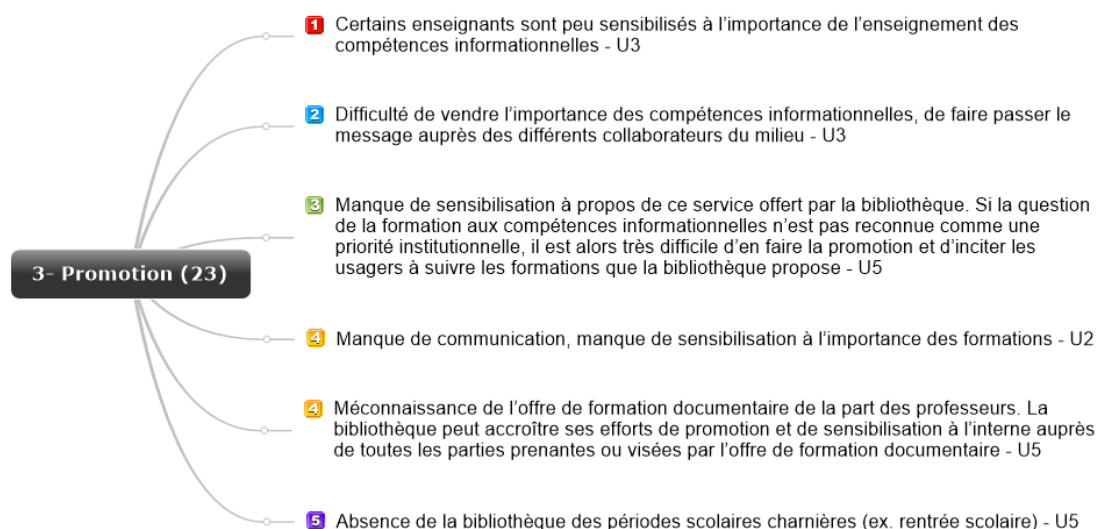 1 Certains enseignants sont peu sensibilisés à l’importance de l’enseignement des
compétences informationnelles - U3
2 Difficulté de vendre l’importance des compétences informationnelles, de faire passer le
message auprès des différents collaborateurs du milieu - U3
3 Manque de sensibilisation à propos de ce service offert par la bibliothèque. Si la question
de la formation aux compétences informationnelles n’est pas reconnue comme une
priorité institutionnelle, il est alors très difficile d’en faire la promotion et d’inciter les
usagers à suivre les formations que la bibliothèque propose - U5
3- Promotion (23)
4 Manque de communication, manque de sensibilisation à l’importance des formations - U2
4 Méconnaissance de l’offre de formation documentaire de la part des professeurs. La
bibliothèque peut accroître ses efforts de promotion et de sensibilisation à l’interne auprès
de toutes les parties prenantes ou visées par l’offre de formation documentaire - U5
5 Absence de la bibliothèque des périodes scolaires charnières (ex. rentrée scolaire) - U5